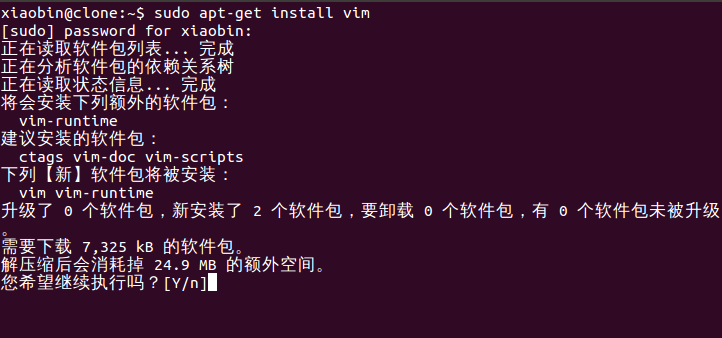 xiaobin@clone:~$ sudo apt-get install vim
[sudo] password for xiaobin:
正在读取软件包列表... 完成
正在分析软件包的依赖关系树
正在读取状态信息... 完成
将会安装下列额外的软件包：
  vim-runtime
建议安装的软件包：
  ctags vim-doc vim-scripts
下列【新】软件包将被安装：
  vim vim-runtime
升级了 0 个软件包，新安装了 2 个软件包，要卸载 0 个软件包，有 0 个软件包未被升级
。
需要下载 7,325 kB 的软件包。
解压缩后会消耗掉 24.9 MB 的额外空间。
您希望继续执行吗？[Y/n]